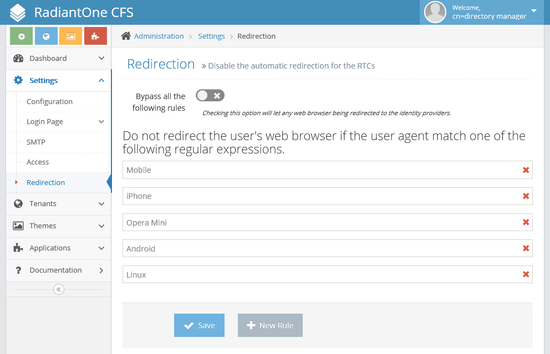 RadiantOne CFS
Welcome,
cn=directory manager
Administration > Settings > Redirection
Dashboard
Settings
Configuration
Login Page
SMTP
Access
Redirection
Tenants
Themes
Applications
Documentation
Redirection » Disable the automatic redirection for the RTCs
Bypass all the
following rules
Checking this option will let any web browser being redirected to the identity providers.
Do not redirect the user's web browser if the user agent match one of the
following regular expressions.
Mobile
iPhone
Opera Mini
Android
Linux
Save
New Rule